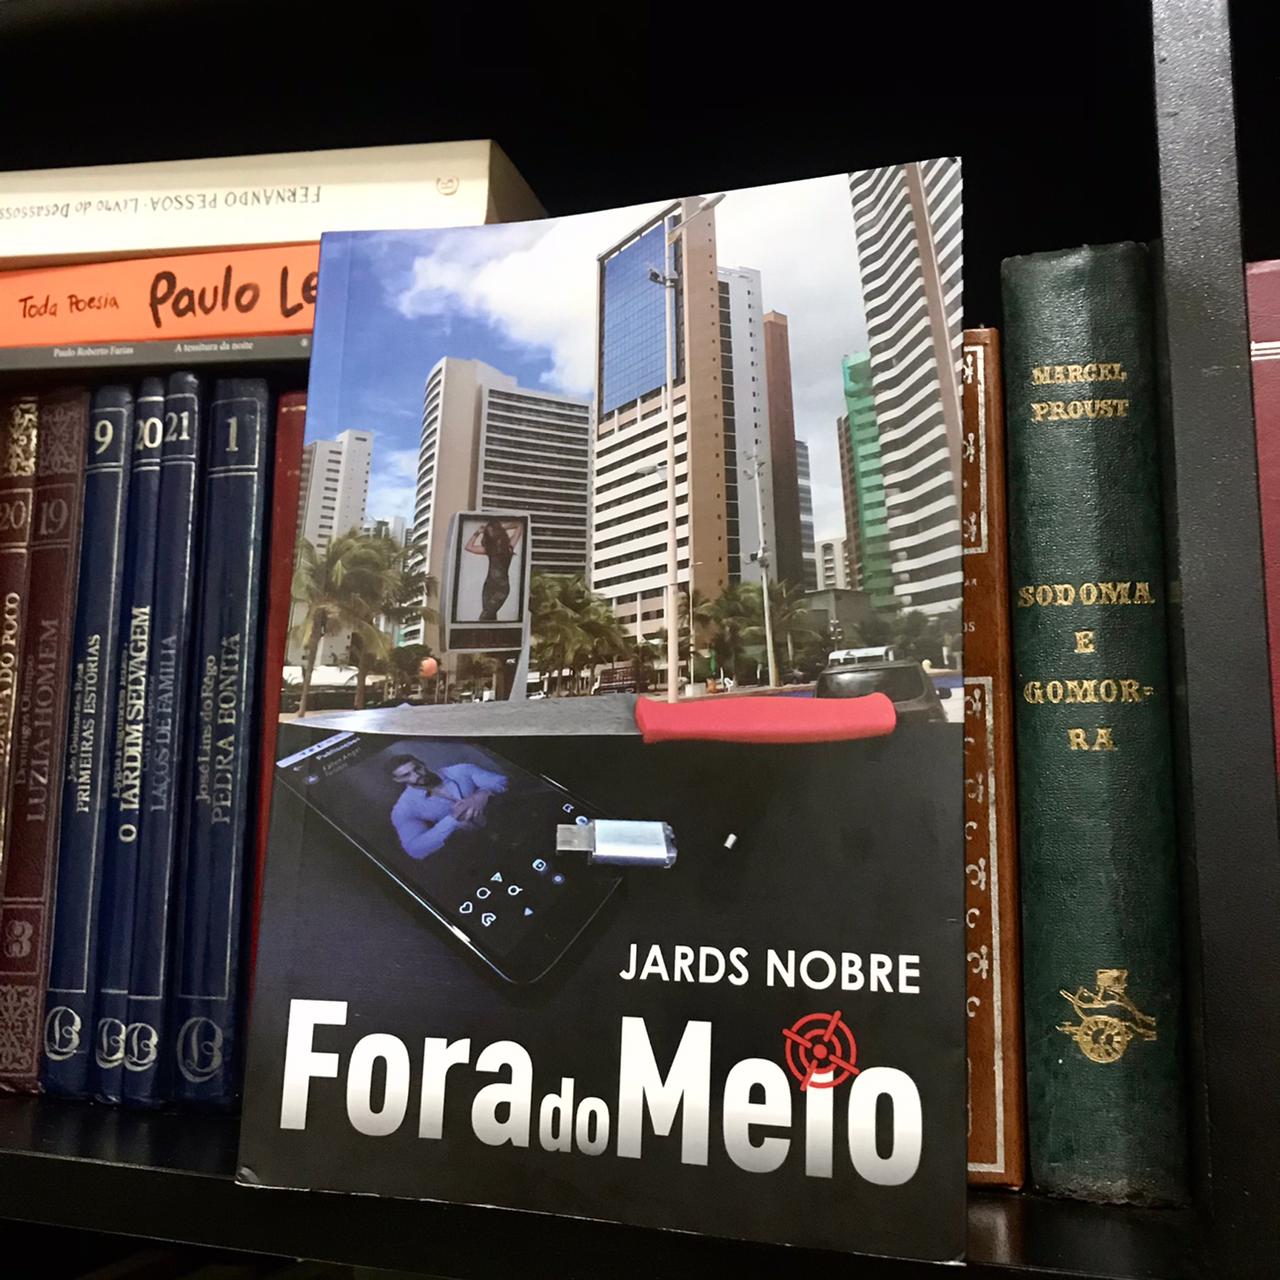 FERNANDO PESSOA · Livro do Desassosse
Toda Poesia Paulo Le
Paulo Roberto Farias A tessitura da noite
20
19
LUZIA-HOMEM
9
PRIMEIRAS ESTÓRIAS
20
O JARDIM SELVAGEM
21
LAÇOS DE FAMÍLIA
1
José Lins do Rego
PEDRA BONITA
JARDS NOBRE
Fora do Meio
MARCEL
PROUST
SODOMA
E
GOMOR-
RA